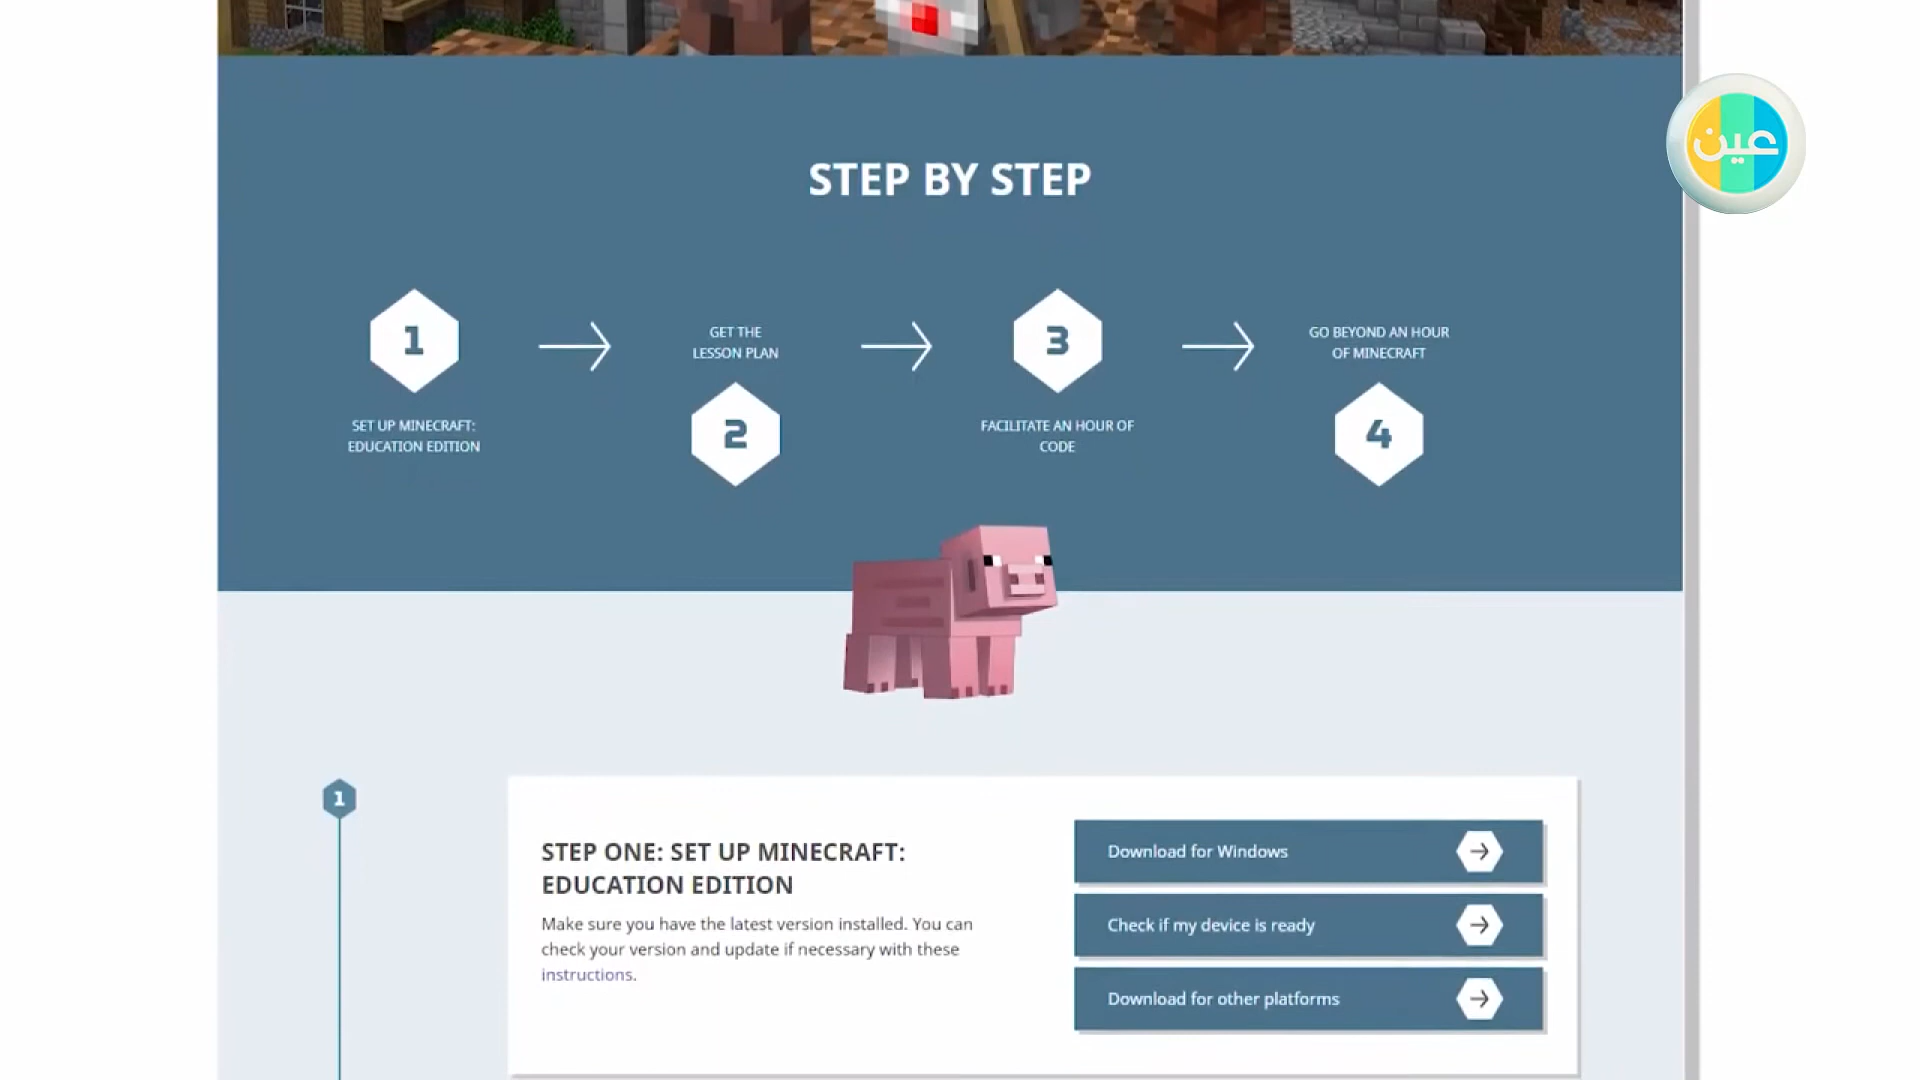 عين
STEP BY STEP
1
SET UP MINECRAFT:
EDUCATION EDITION
GET THE
LESSON PLAN
2
3
FACILITATE AN HOUR OF
CODE
GO BEYOND AN HOUR
OF MINECRAFT
4
1
STEP ONE: SET UP MINECRAFT:
EDUCATION EDITION
Make sure you have the latest version installed. You can
check your version and update if necessary with these
instructions.
Download for Windows
Check if my device is ready
Download for other platforms